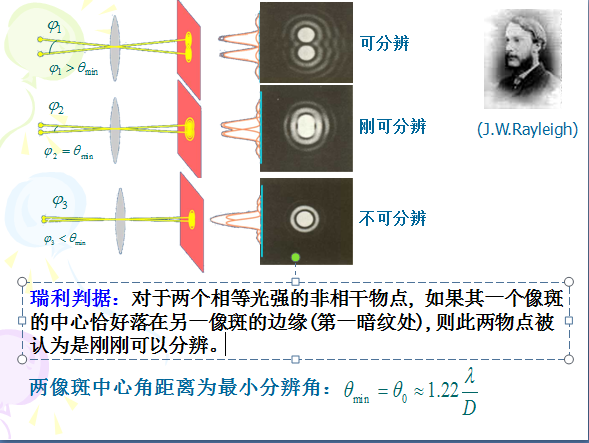 φ₁
φ₁ > θmin
可分辨
φ₂
φ₂ = θmin
刚可分辨
(J.W.Rayleigh)
φ₃
φ₃ < θmin
不可分辨
瑞利判据：对于两个相等光强的非相干物点, 如果其一个像斑
的中心恰好落在另一像斑的边缘(第一暗纹处),则此两物点被
认为是刚刚可以分辨。
两像斑中心角距离为最小分辨角：θmin = θ₀ ≈ 1.22 λ/D